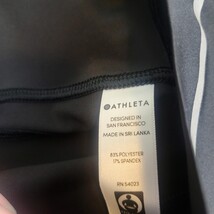 ATHLETA
DESIGNED IN
SAN FRANCISCO
MADE IN SRI LANKA
83% POLYESTER
17% SPANDEX
RN 54023